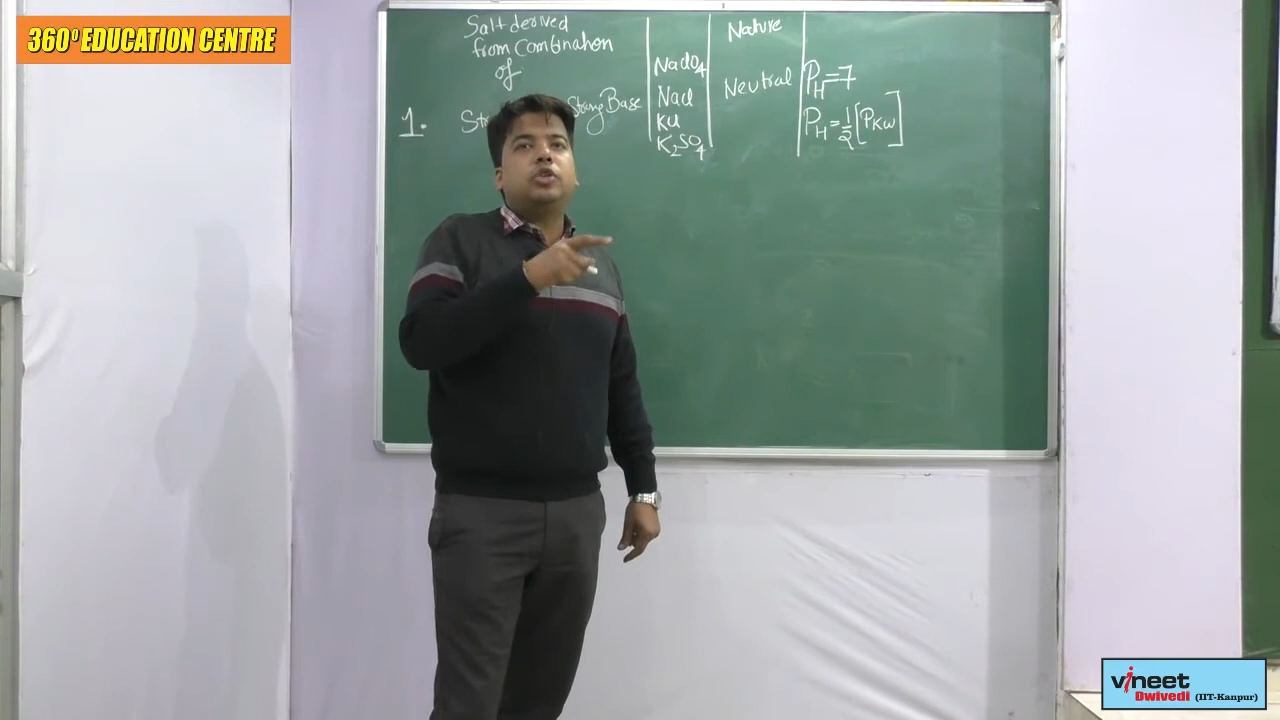 360⁰ EDUCATION CENTRE
Salt derived
from Combination
of
Nature
1.
Strong Base
NaClO4
NaCl
KCl
K2SO4
Neutral
PH=7
PH=1/2[PKw]
vineet
Dwivedi (IIT-Kanpur)